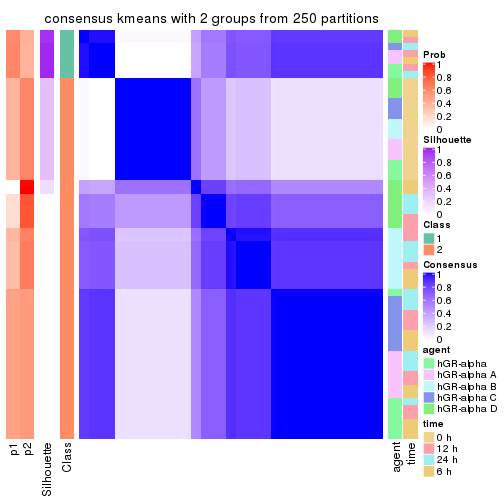 consensus kmeans with 2 groups from 250 partitions
Prob
1
0.8
0.6
0.4
0.2
0
Silhouette
1
0.8
0.6
0.4
0.2
0
Class
1
2
Consensus
1
0.8
0.6
0.4
0.2
0
agent
hGR-alpha
hGR-alpha A
hGR-alpha B
hGR-alpha C
hGR-alpha D
time
0 h
12 h
24 h
6 h
p1
p2
Silhouette
Class
agent
time